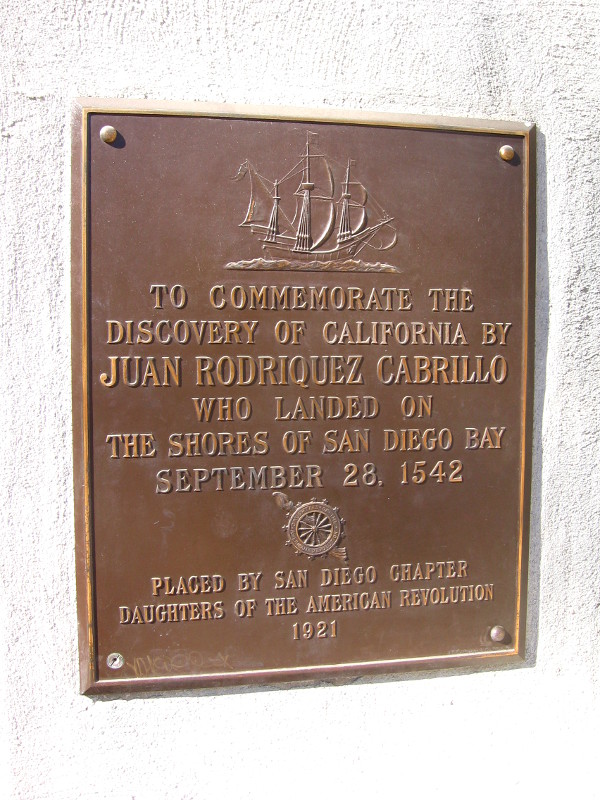 TO COMMEMORATE THE
DISCOVERY OF CALIFORNIA BY
JUAN RODRIQUEZ CABRILLO
WHO LANDED ON
THE SHORES OF SAN DIEGO BAY
SEPTEMBER 28, 1542
PLACED BY SAN DIEGO CHAPTER
DAUGHTERS OF THE AMERICAN REVOLUTION
1921